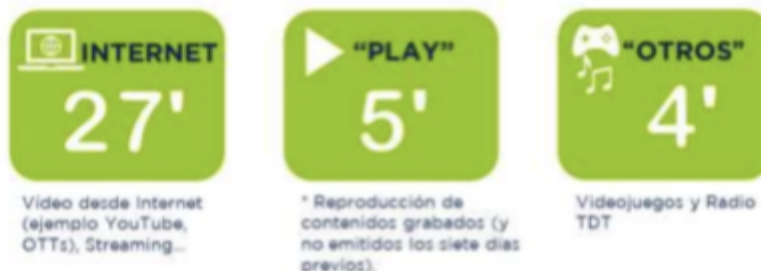 INTERNET
27'
Vídeo desde Internet
(ejemplo YouTube,
OTTs), Streaming...
"PLAY"
5'
* Reproducción de
contenidos grabados (y
no emitidos los siete días
previos).
"OTROS"
4'
Videojuegos y Radio
TDT